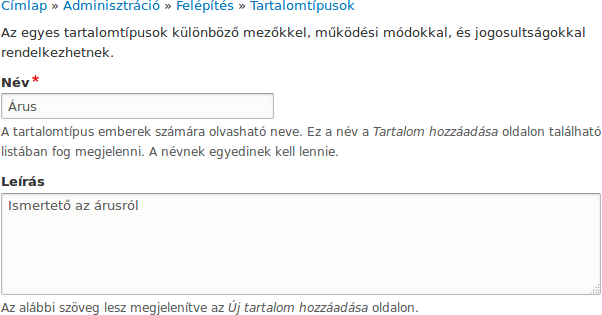 Címlap » Adminisztráció » Felépítés » Tartalomtípusok
Az egyes tartalomtípusok különböző mezőkkel, működési módokkal, és jogosultságokkal
rendelkezhetnek.
Név *
Árus
A tartalomtípus emberek számára olvasható neve. Ez a név a Tartalom hozzáadása oldalon található
listában fog megjelenni. A névnek egyedinek kell lennie.
Leírás
Ismertető az árusról
Az alábbi szöveg lesz megjelenítve az Új tartalom hozzáadása oldalon.